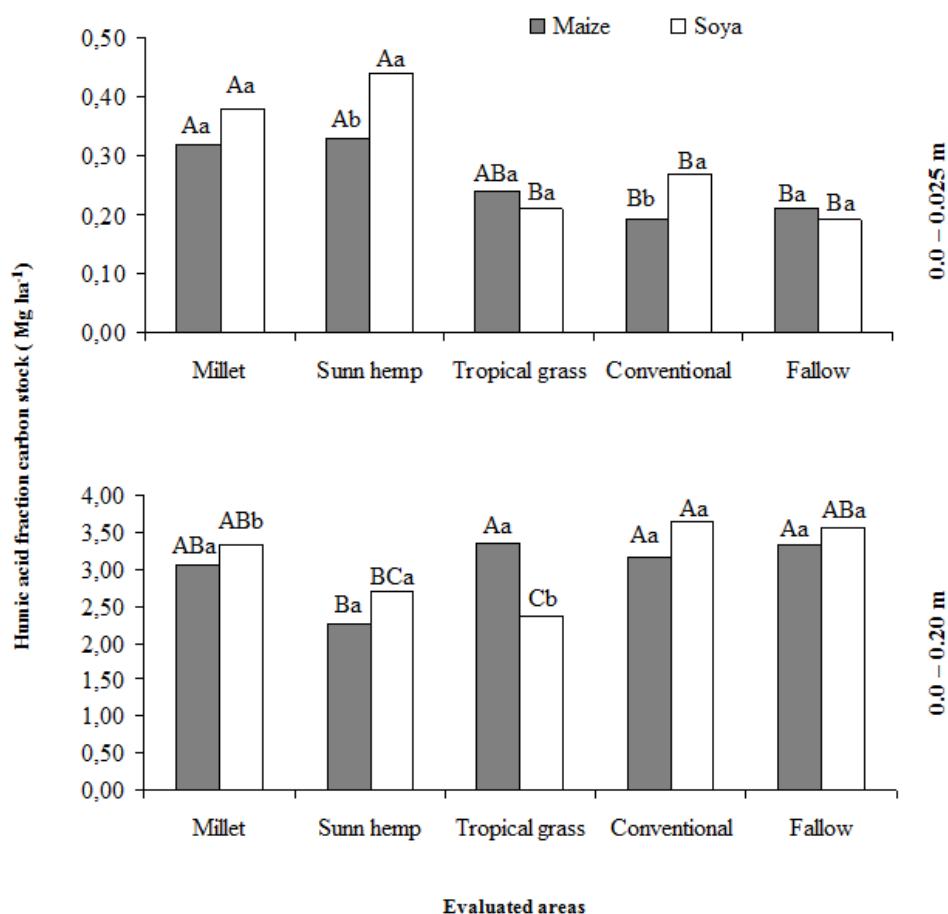 Maize Soya
0,50
0,40
0,30
0,20
0,10
0,00
Aa Aa
Ab Aa
ABa Ba
Bb Ba
Ba Ba
Millet Sunn hemp Tropical grass Conventional Fallow
0.0 – 0.025 m
Humic acid fraction carbon stock ( Mg ha⁻¹)
4,00
3,50
3,00
2,50
2,00
1,50
1,00
0,50
0,00
ABa ABb
Ba BCa
Aa Cb
Aa Aa
Aa ABa
Millet Sunn hemp Tropical grass Conventional Fallow
0.0 – 0.20 m
Evaluated areas